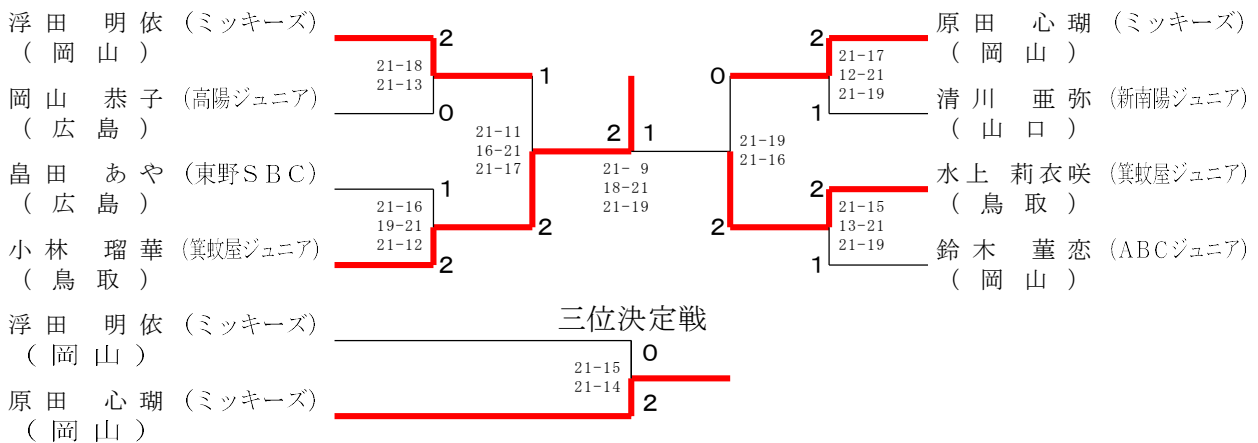 浮田 明依 (ミッキーズ)
(岡山)
岡山 恭子 (高陽ジュニア)
(広島)
畠田 あや (東野SBC)
(広島)
小林 瑠華 (箕蚊屋ジュニア)
(鳥取)
2
21-18
21-13
0
1
21-16
19-21
21-12
2
1
21-11
16-21
21-17
2
2
1
21- 9
18-21
21-19
0
21-19
21-16
2
2
21-17
12-21
21-19
1
2
21-15
13-21
21-19
1
原田 心瑚 (ミッキーズ)
(岡山)
清川 亜弥 (新南陽ジュニア)
(山口)
水上 莉衣咲 (箕蚊屋ジュニア)
(鳥取)
鈴木 菫恋 (ABCジュニア)
(岡山)
三位決定戦
浮田 明依 (ミッキーズ)
(岡山)
原田 心瑚 (ミッキーズ)
(岡山)
0
21-15
21-14
2